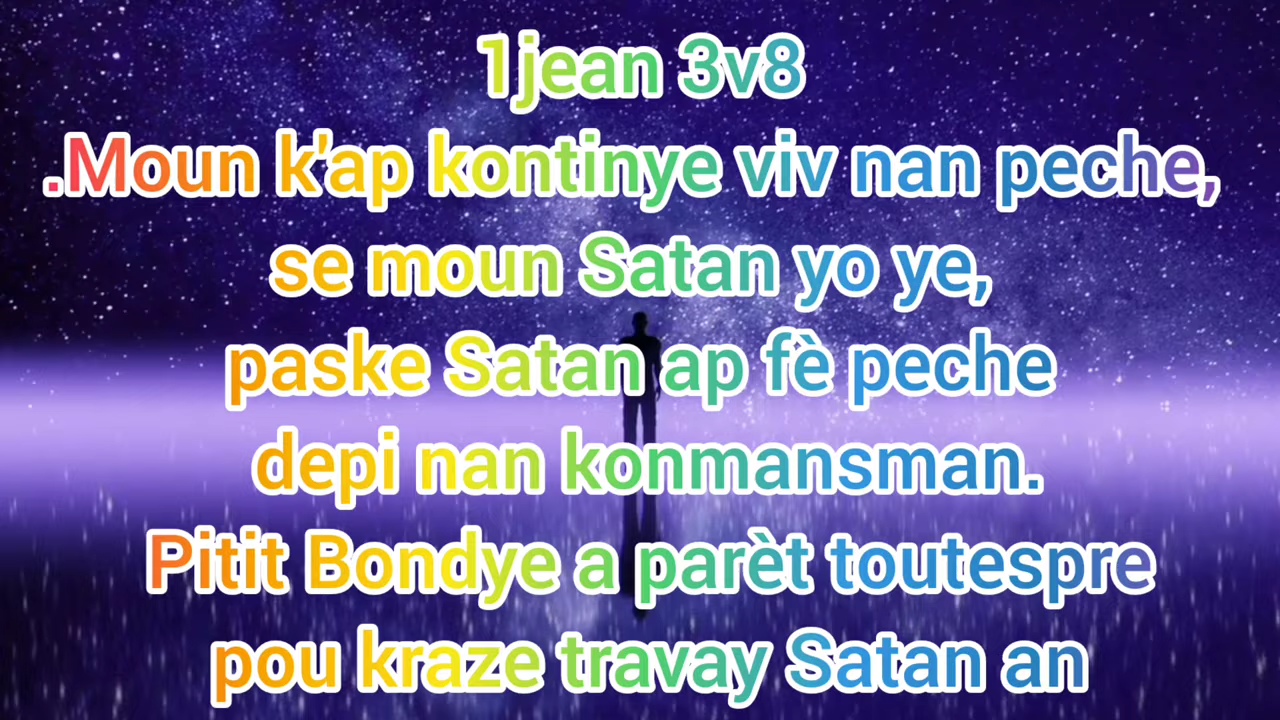 1jean 3v8
.Moun k'ap kontinye viv nan peche,
se moun Satan yo ye,
paske Satan ap fè peche
depi nan konmansman.
Pitit Bondye a parèt toutespre
pou kraze travay Satan an